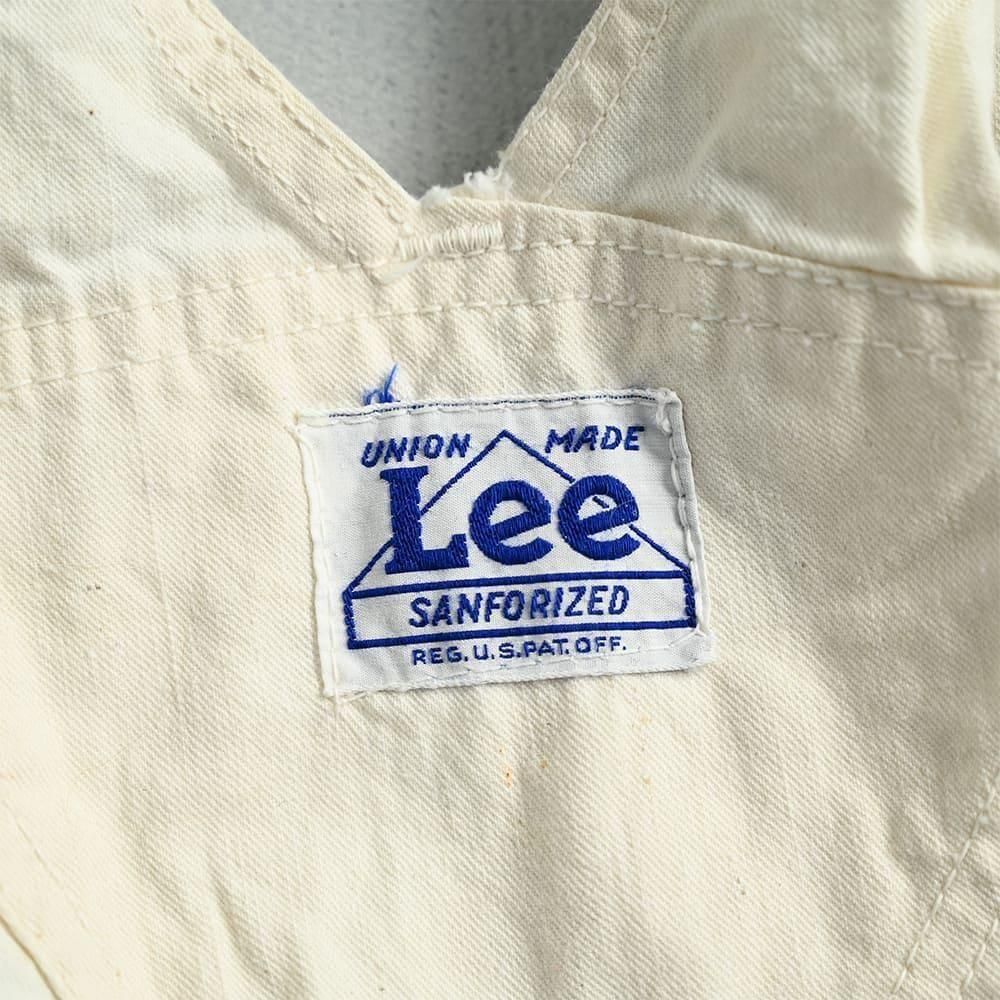 UNION MADE
Lee
SANFORIZED
REG. U. S. PAT. OFF.